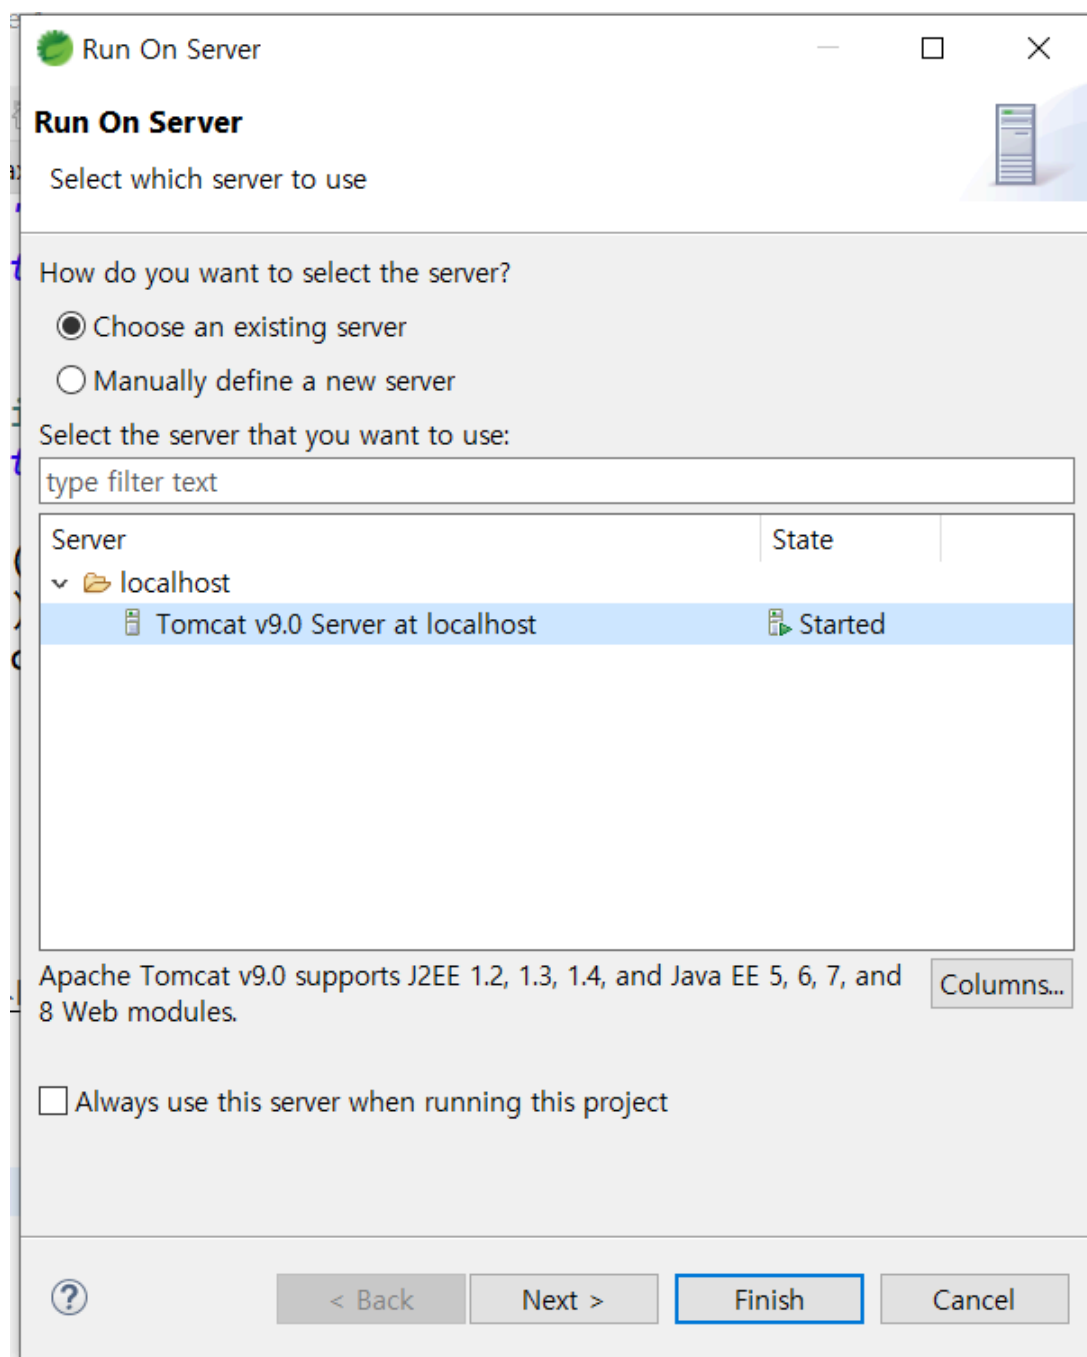 Run On Server
Run On Server
Select which server to use
How do you want to select the server?
Choose an existing server
Manually define a new server
Select the server that you want to use:
type filter text
Server State
localhost
Tomcat v9.0 Server at localhost Started
Apache Tomcat v9.0 supports J2EE 1.2, 1.3, 1.4, and Java EE 5, 6, 7, and
8 Web modules.
Columns...
Always use this server when running this project
? < Back Next > Finish Cancel